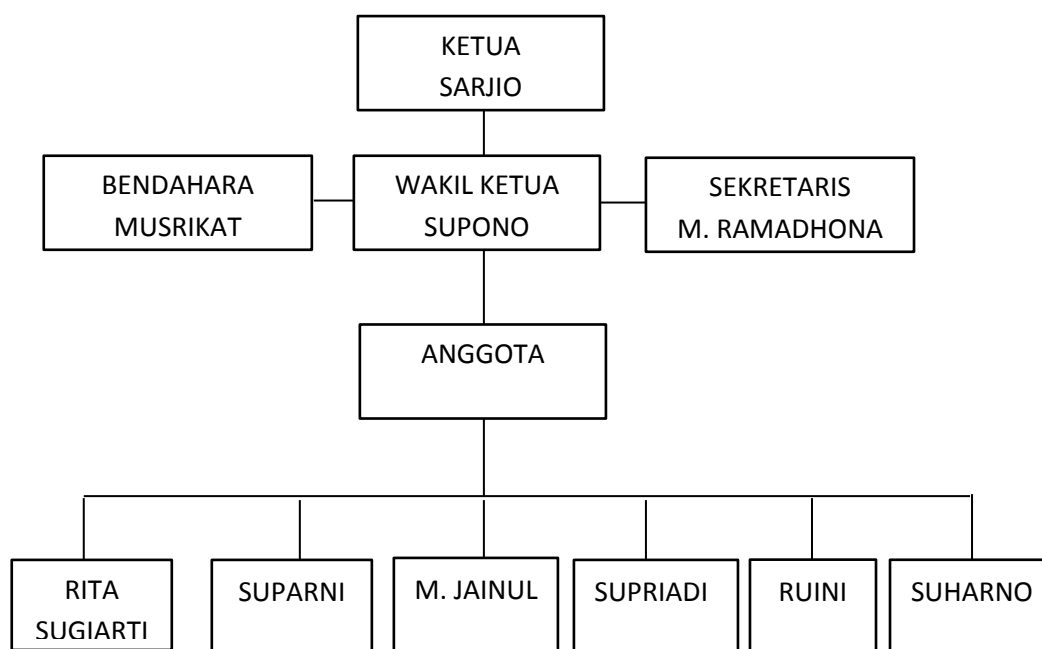 KETUA
SARJIO
BENDAHARA
MUSRIKAT
WAKIL KETUA
SUPONO
SEKRETARIS
M. RAMADHONA
ANGGOTA
RITA
SUGIARTI
SUPARNI
M. JAINUL
SUPRIADI
RUINI
SUHARNO